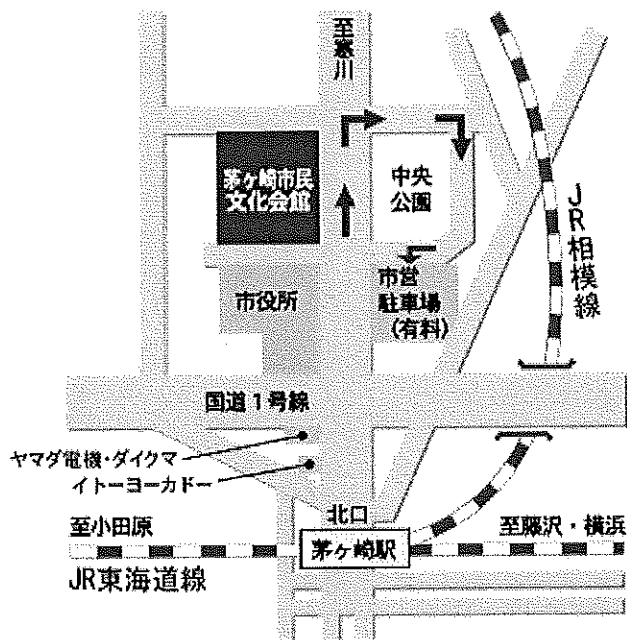 至寒川
茅ヶ崎市民
文化会館
中央
公園
JR相模線
市役所
市営
駐車場
(有料)
国道1号線
ヤマダ電機・ダイクマ
イトーヨーカドー
北口
至小田原
茅ヶ崎駅
至藤沢・横浜
JR東海道線